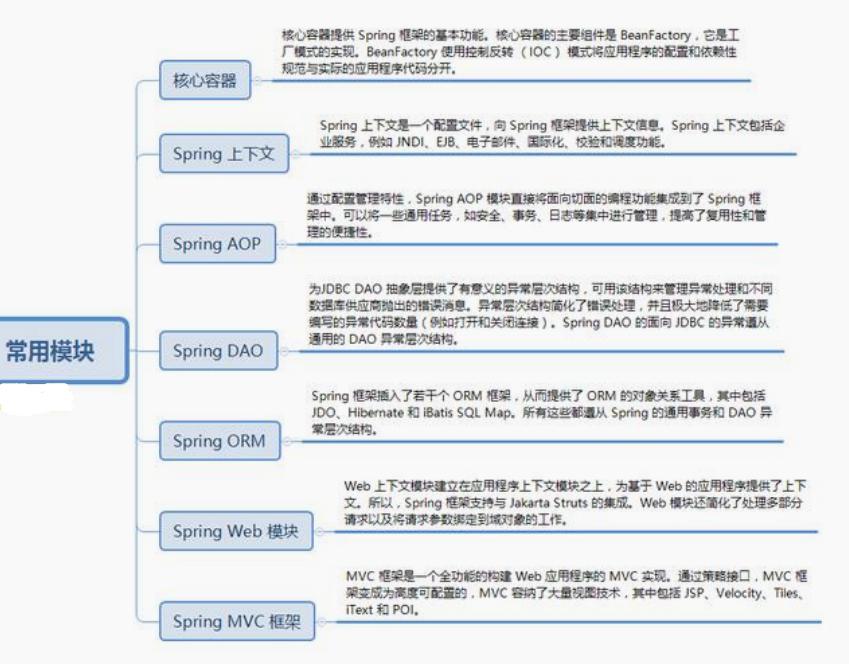 核心容器提供 Spring 框架的基本功能。核心容器的主要组件是 BeanFactory，它是工
厂模式的实现。BeanFactory 使用控制反转 （IOC） 模式将应用程序的配置和依赖性
规范与实际的应用程序代码分开。
核心容器
Spring 上下文是一个配置文件，向 Spring 框架提供上下文信息。Spring 上下文包括企
业服务，例如 JNDI、EJB、电子邮件、国际化、校验和调度功能。
Spring 上下文
通过配置管理特性，Spring AOP 模块直接将面向切面的编程功能集成到了 Spring 框
架中。可以将一些通用任务，如安全、事务、日志等集中进行管理，提高了复用性和管
理的便捷性。
Spring AOP
为JDBC DAO 抽象层提供了有意义的异常层次结构，可用该结构来管理异常处理和不同
数据库供应商抛出的错误消息。异常层次结构简化了错误处理，并且极大地降低了需要
编写的异常代码数量（例如打开和关闭连接）。Spring DAO 的面向 JDBC 的异常遵从
通用的 DAO 异常层次结构。
常用模块
Spring DAO
Spring 框架插入了若干个 ORM 框架，从而提供了 ORM 的对象关系工具，其中包括
JDO、Hibernate 和 iBatis SQL Map。所有这些都遵从 Spring 的通用事务和 DAO 异
常层次结构。
Spring ORM
Web 上下文模块建立在应用程序上下文模块之上，为基于 Web 的应用程序提供了上下
文。所以，Spring 框架支持与 Jakarta Struts 的集成。Web 模块还简化了处理多部分
请求以及将请求参数绑定到域对象的工作。
Spring Web 模块
MVC 框架是一个全功能的构建 Web 应用程序的 MVC 实现。通过策略接口，MVC 框
架变成为高度可配置的，MVC 容纳了大量视图技术，其中包括 JSP、Velocity、Tiles、
iText 和 POI。
Spring MVC 框架